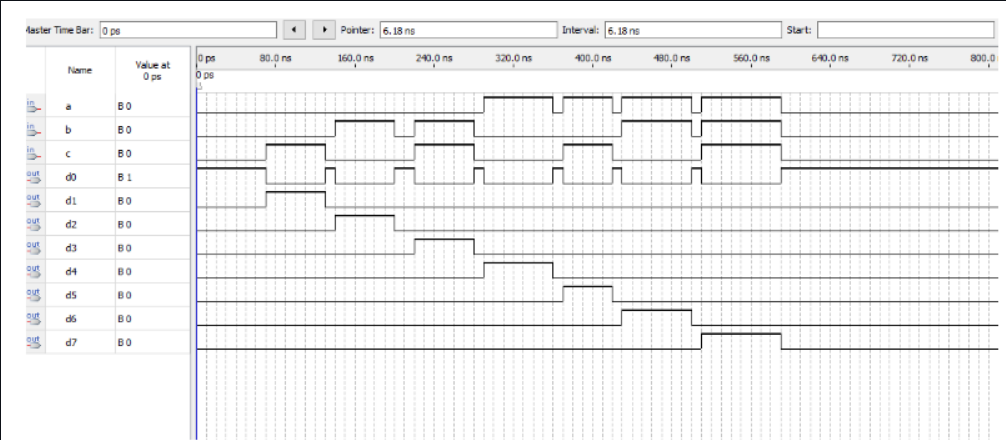 Master Time Bar: 0 ps Pointer: 6.18 ns Interval: 6.18 ns Start:
Name Value at 0 ps
0 ps 80.0 ns 160.0 ns 240.0 ns 320.0 ns 400.0 ns 480.0 ns 560.0 ns 640.0 ns 720.0 ns 800.0
0 ps
in a B 0
in b B 0
in c B 0
out d0 B 1
out d1 B 0
out d2 B 0
out d3 B 0
out d4 B 0
out d5 B 0
out d6 B 0
out d7 B 0